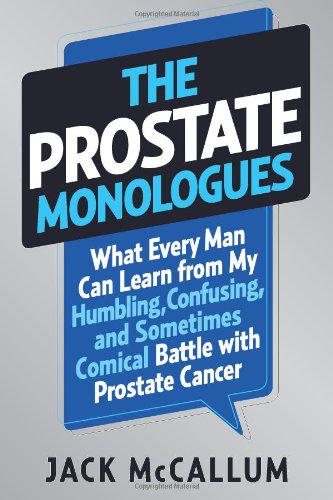 THE
PROSTATE
MONOLOGUES
What Every Man
Can Learn from My
Humbling, Confusing,
and Sometimes
Comical Battle with
Prostate Cancer
JACK McCALLUM